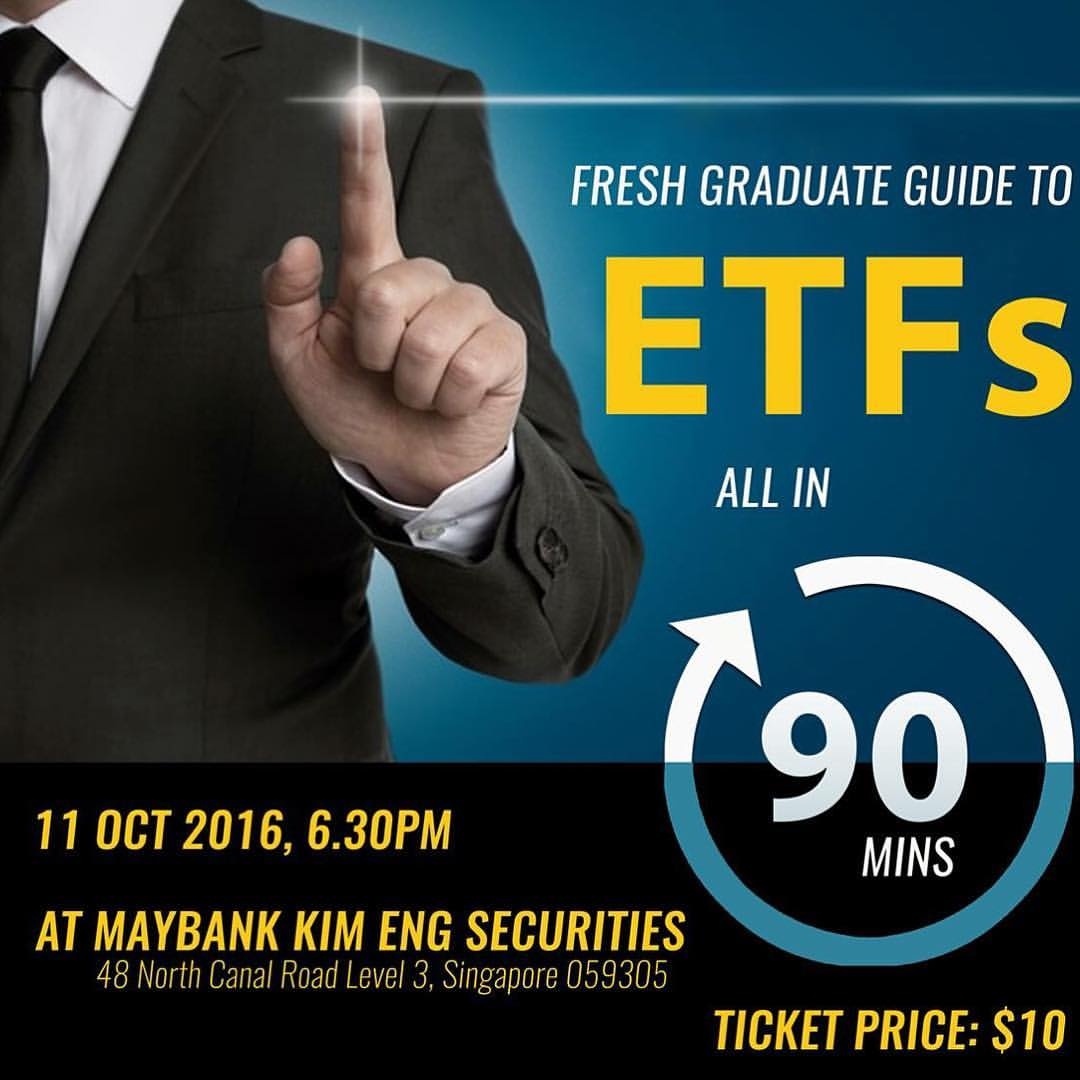 FRESH GRADUATE GUIDE TO
ETFs
ALL IN
90
MINS
11 OCT 2016, 6.30PM
AT MAYBANK KIM ENG SECURITIES
48 North Canal Road Level 3, Singapore 059305
TICKET PRICE: $10